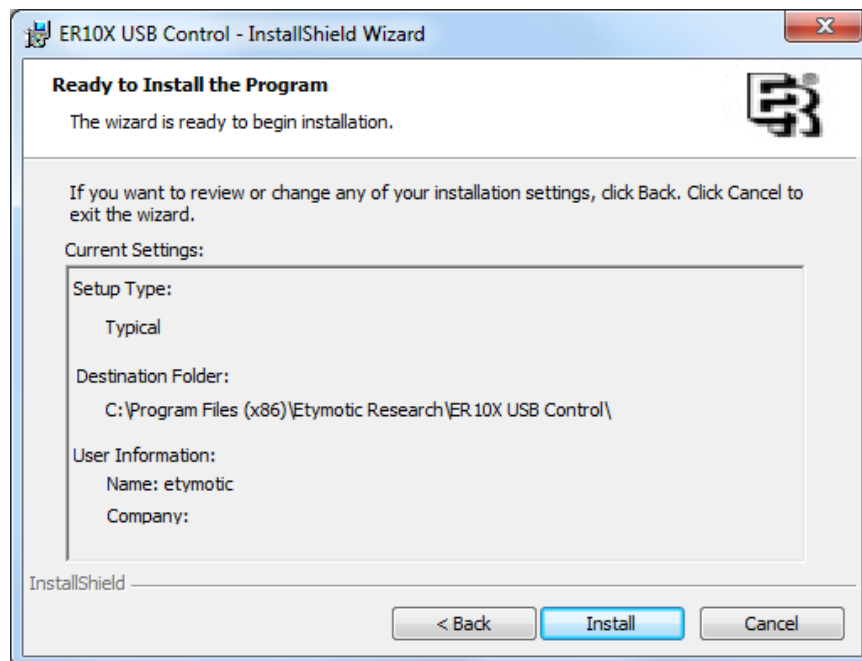 ER10X USB Control - InstallShield Wizard
Ready to Install the Program
The wizard is ready to begin installation.
If you want to review or change any of your installation settings, click Back. Click Cancel to
exit the wizard.
Current Settings:
Setup Type:
Typical
Destination Folder:
C:\Program Files (x86)\Etymotic Research\ER10X USB Control\
User Information:
Name: etymotic
Company:
InstallShield
< Back
Install
Cancel